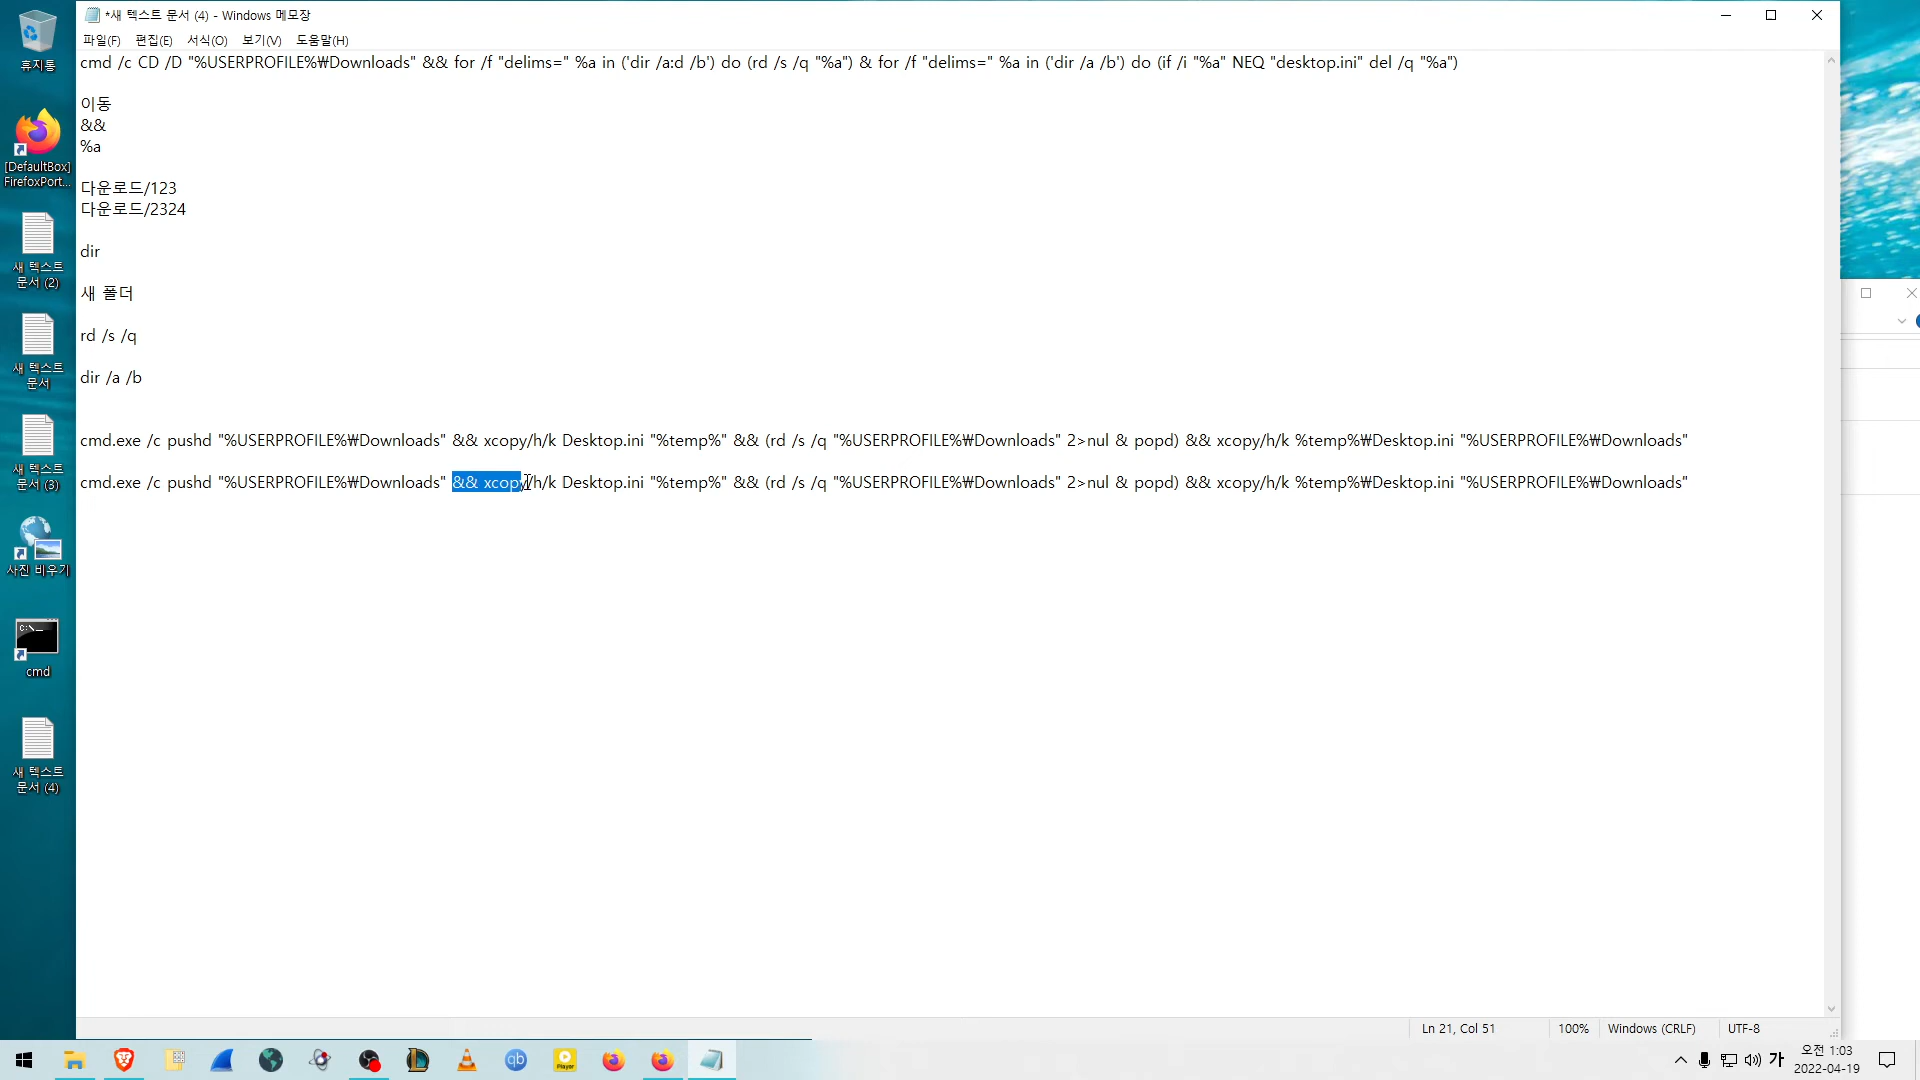 *새 텍스트 문서 (4) - Windows 메모장
파일(F) 편집(E) 서식(O) 보기(V) 도움말(H)
cmd /c CD /D "%USERPROFILE%₩Downloads" && for /f "delims=" %a in ('dir /a:d /b') do (rd /s /q "%a") & for /f "delims=" %a in ('dir /a /b') do (if /i "%a" NEQ "desktop.ini" del /q "%a")
이동
&&
%a
다운로드/123
다운로드/2324
dir
새 폴더
rd /s /q
dir /a /b
cmd.exe /c pushd "%USERPROFILE%₩Downloads" && xcopy/h/k Desktop.ini "%temp%" && (rd /s /q "%USERPROFILE%₩Downloads" 2>nul & popd) && xcopy/h/k %temp%₩Desktop.ini "%USERPROFILE%₩Downloads"
cmd.exe /c pushd "%USERPROFILE%₩Downloads" && xcopy/h/k Desktop.ini "%temp%" && (rd /s /q "%USERPROFILE%₩Downloads" 2>nul & popd) && xcopy/h/k %temp%₩Desktop.ini "%USERPROFILE%₩Downloads"
Ln 21, Col 51 100% Windows (CRLF) UTF-8
휴지통
[DefaultBox]
FirefoxPort...
새 텍스트
문서 (2)
새 텍스트
문서
새 텍스트
문서 (3)
사진 비우기
C:\_
cmd
새 텍스트
문서 (4)
qb
Player
가
오전 1:03
2022-04-19